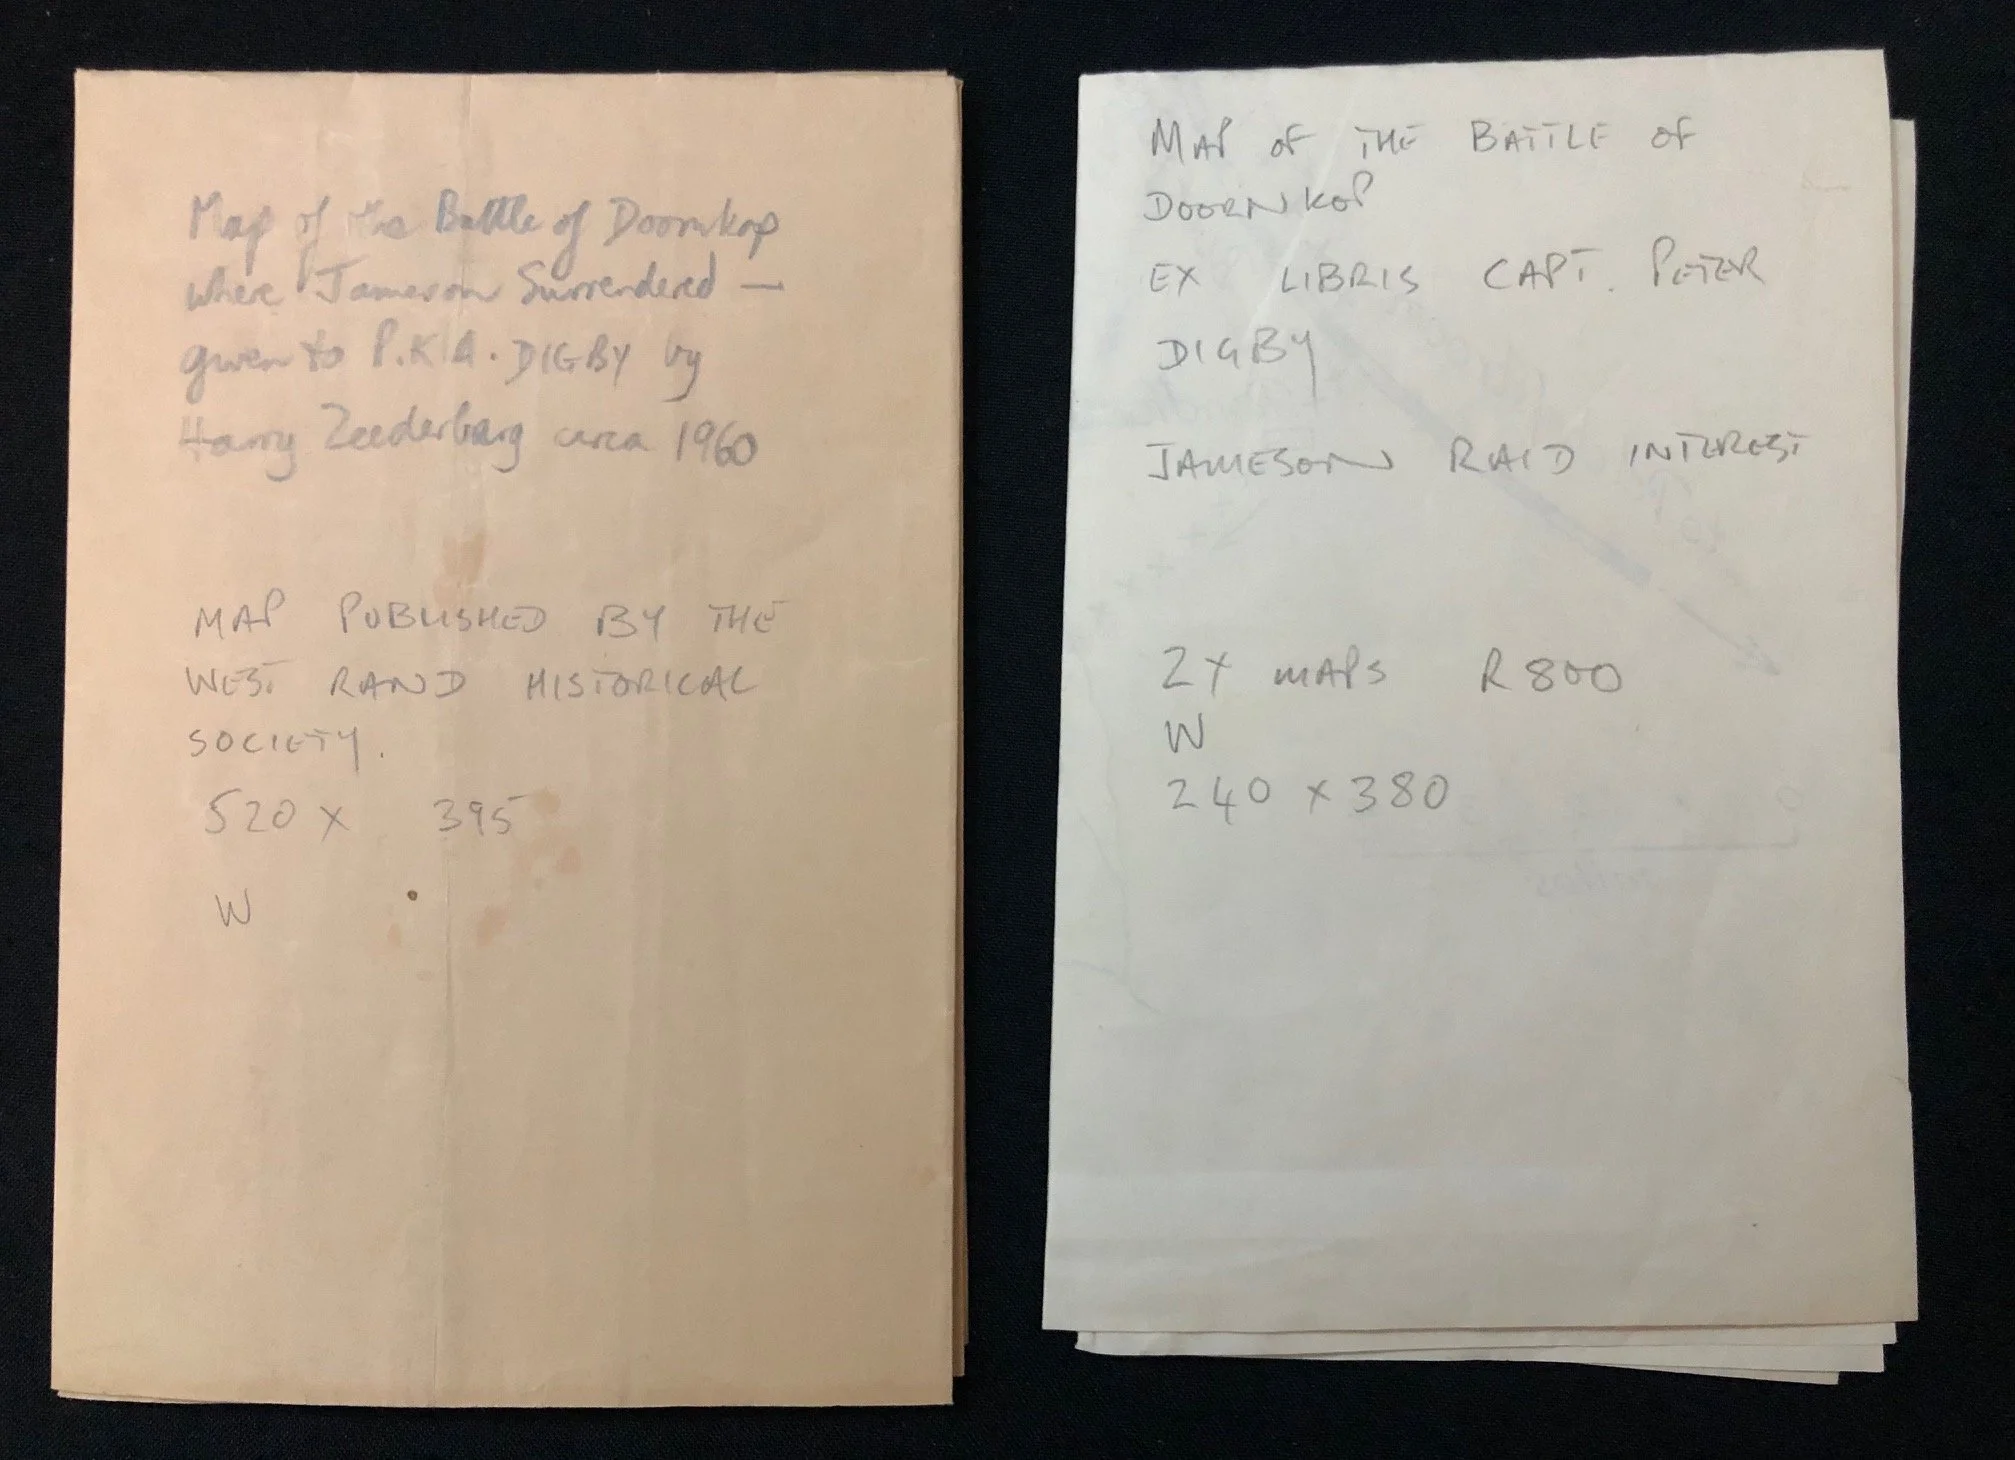 Map of the Battle of Doornkop
where Jameson Surrendered —
given to P.K.A. DIGBY by
Harry Zeederberg circa 1960
MAP PUBLISHED BY THE
WEST RAND HISTORICAL
SOCIETY.
520 x 395
W
MAP OF THE BATTLE OF
DOORNKOP
EX LIBRIS CAPT. PETER
DIGBY
JAMESON RAID INTEREST
2x MAPS R800
W
240 x 380